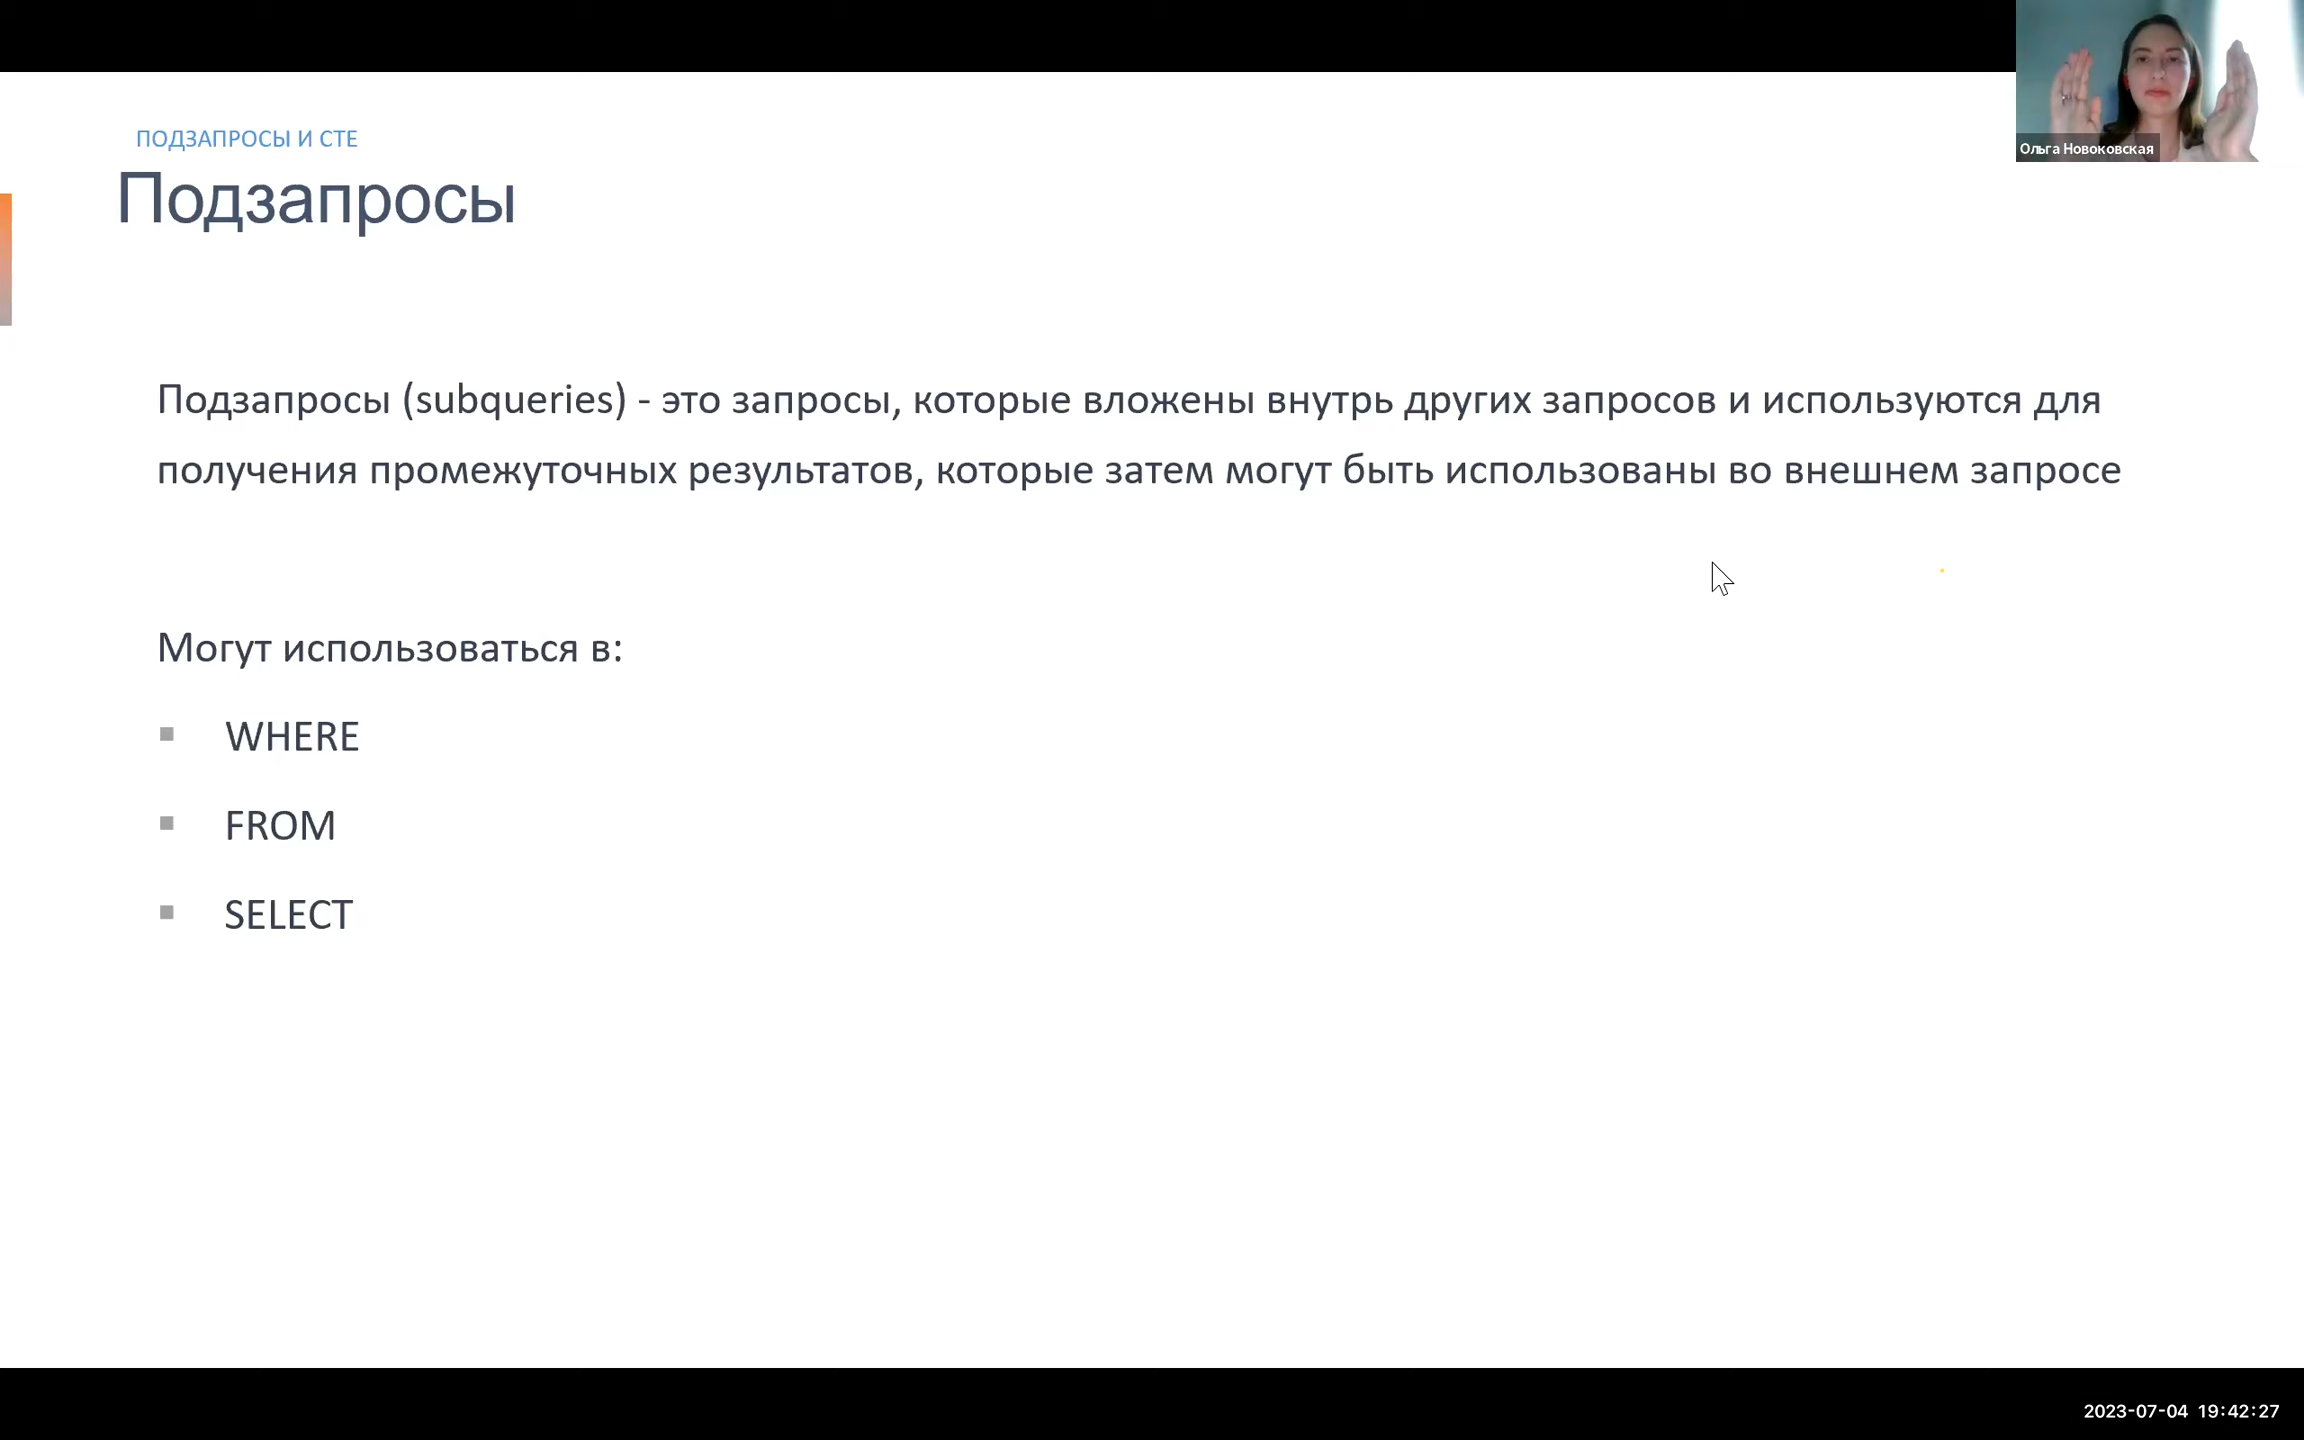 ПОДЗАПРОСЫ И CTE
Подзапросы
Ольга Новоковская
Подзапросы (subqueries) - это запросы, которые вложены внутрь других запросов и используются для
получения промежуточных результатов, которые затем могут быть использованы во внешнем запросе
Могут использоваться в:
WHERE
FROM
SELECT
2023-07-04 19:42:27